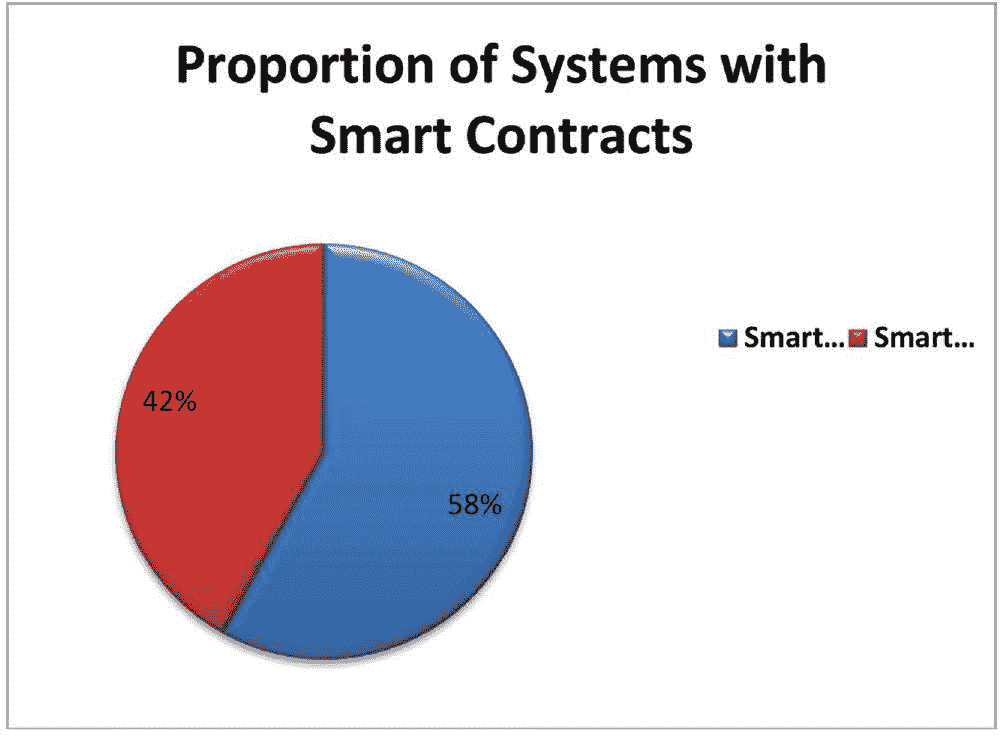 Proportion of Systems with
Smart Contracts
Smart... Smart...
42%
58%